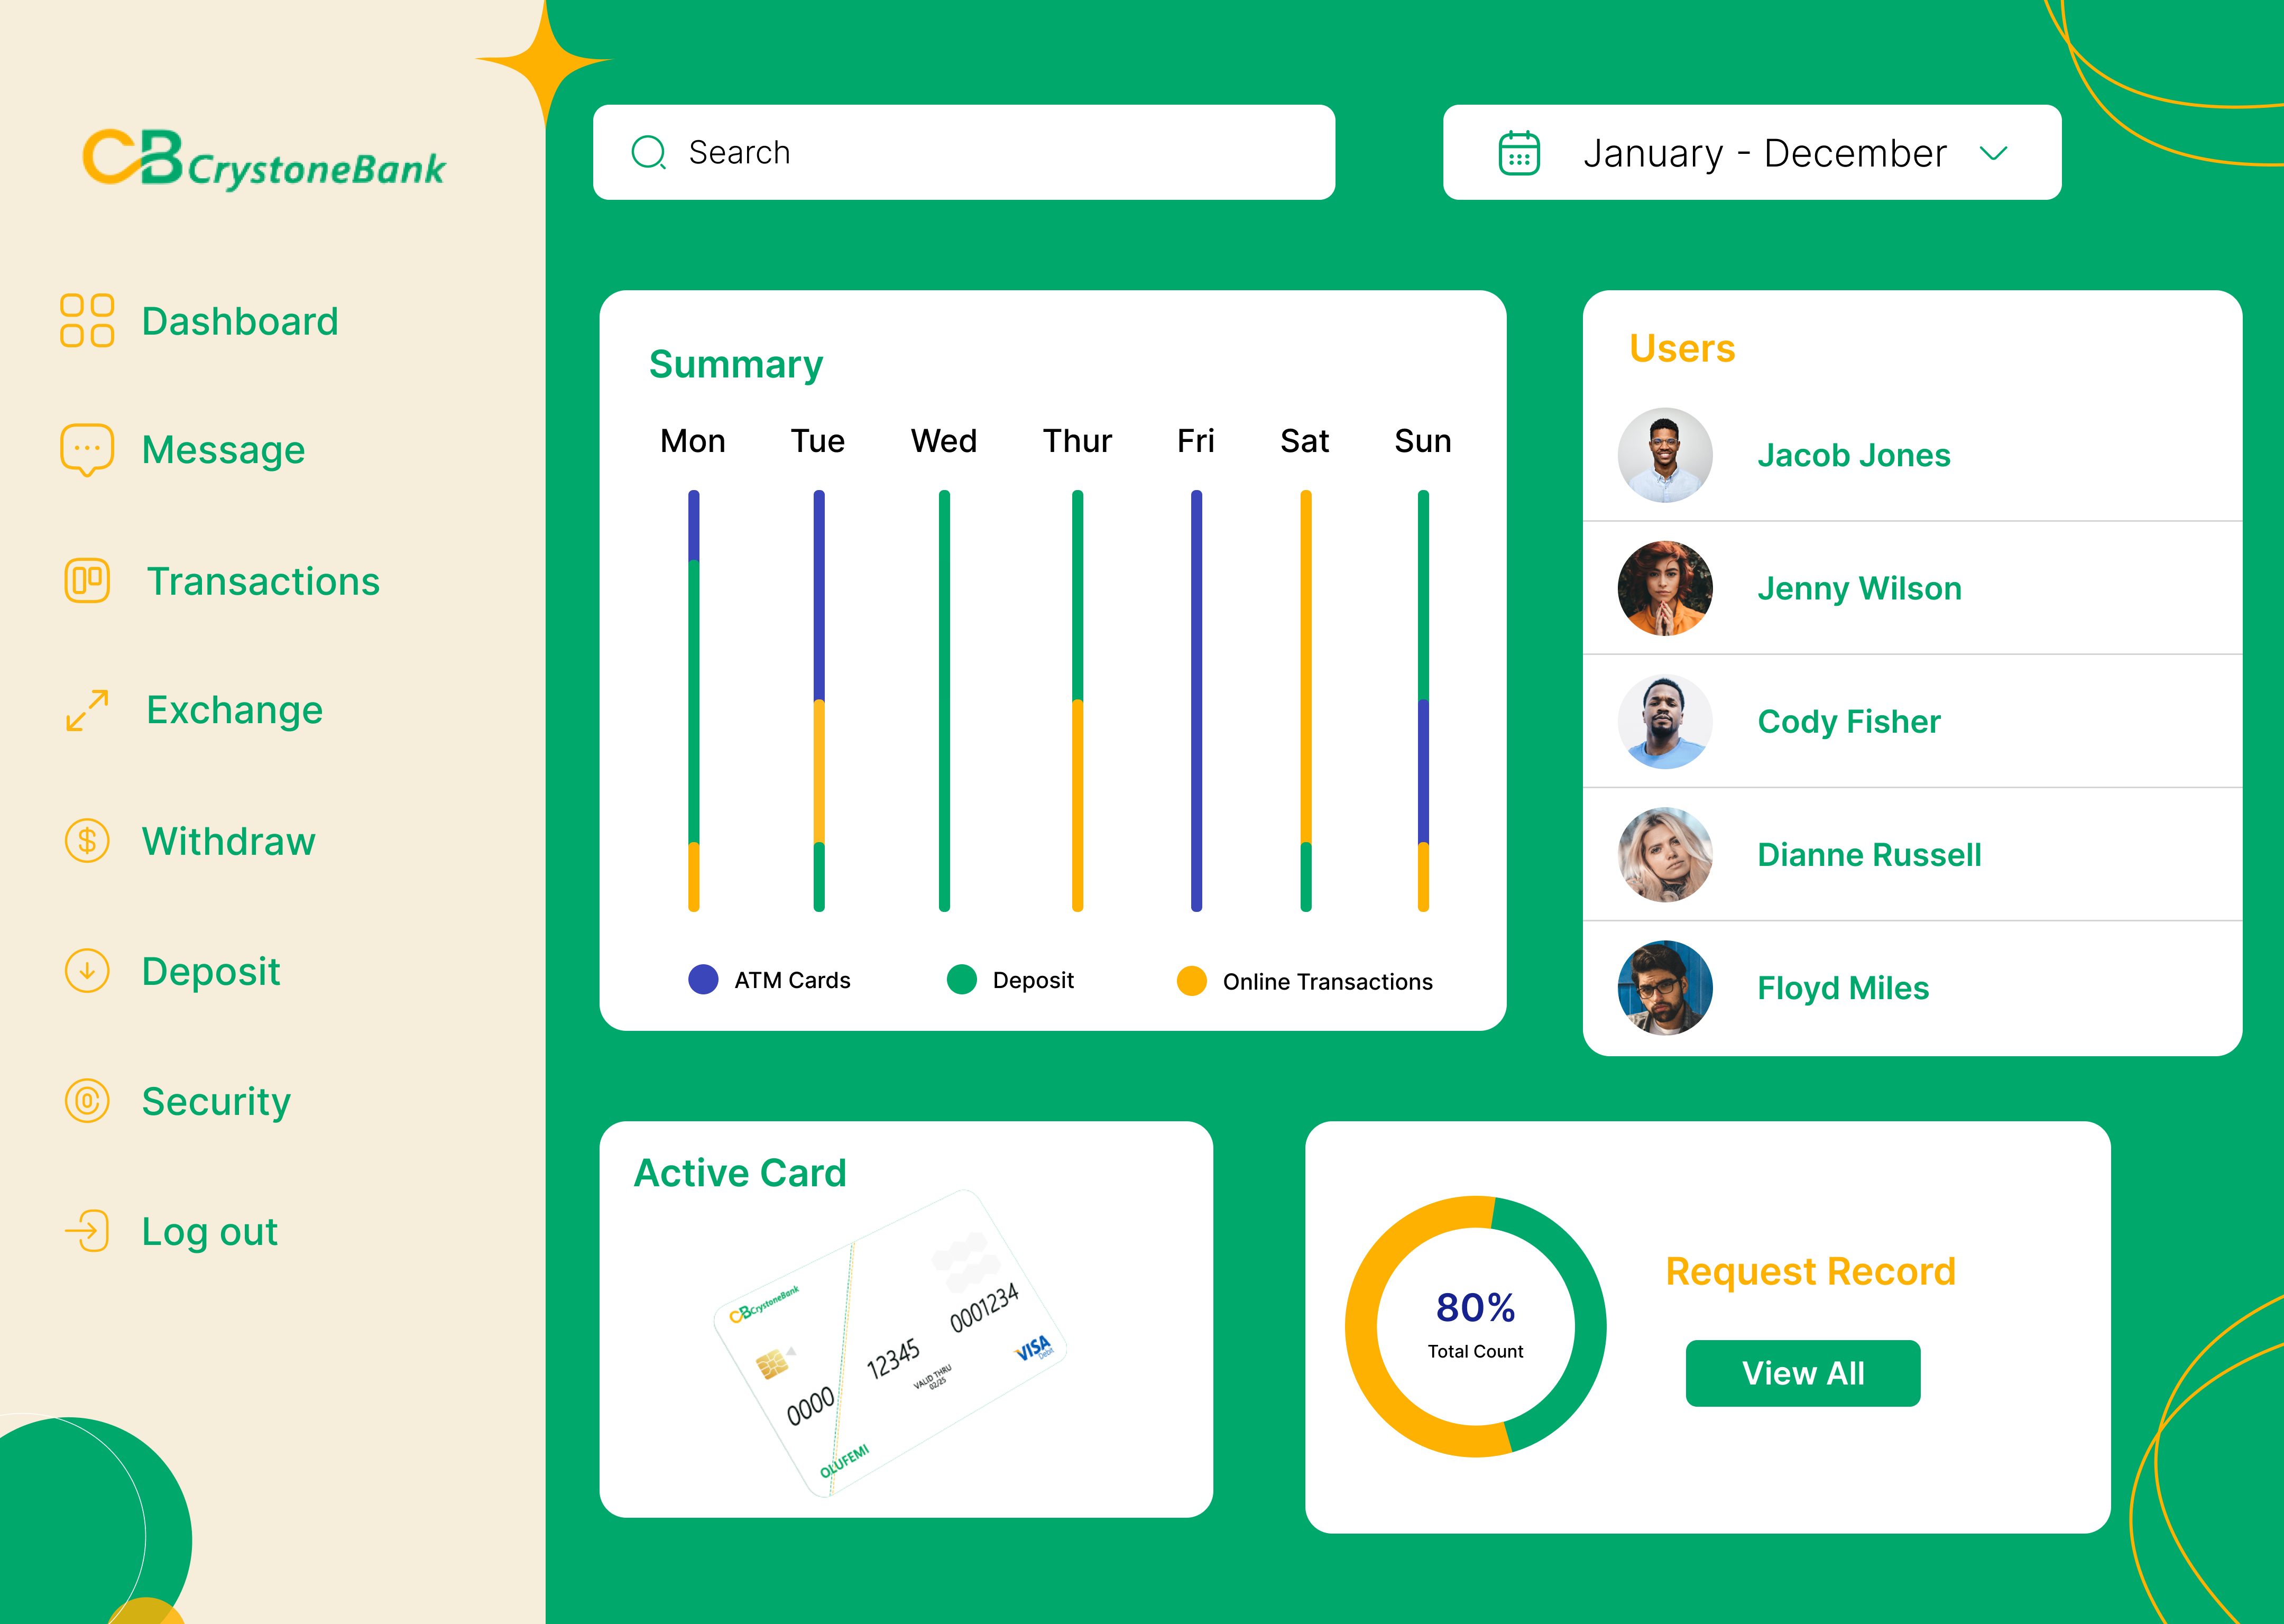 CB CrystoneBank
Dashboard
Message
Transactions
Exchange
Withdraw
Deposit
Security
Log out
Search
January - December
Summary
Mon Tue Wed Thur Fri Sat Sun
ATM Cards Deposit Online Transactions
Users
Jacob Jones
Jenny Wilson
Cody Fisher
Dianne Russell
Floyd Miles
Active Card
CB CrystoneBank
0000 12345 0001234
VALID THRU
02/25
VISA
Debit
OLUFEMI
80%
Total Count
Request Record
View All